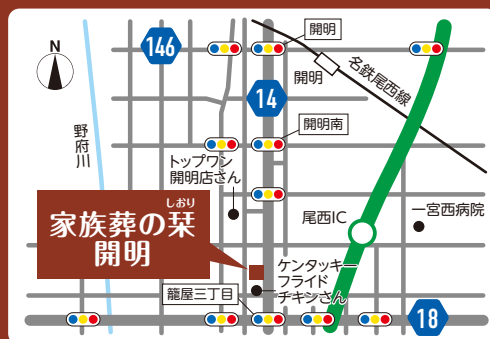 N
146
開明
開明
名鉄尾西線
14
野府川
開明南
トップワン
開明店さん
しおり
家族葬の栞
開明
尾西IC
一宮西病院
ケンタッキー
フライド
チキンさん
籠屋三丁目
18